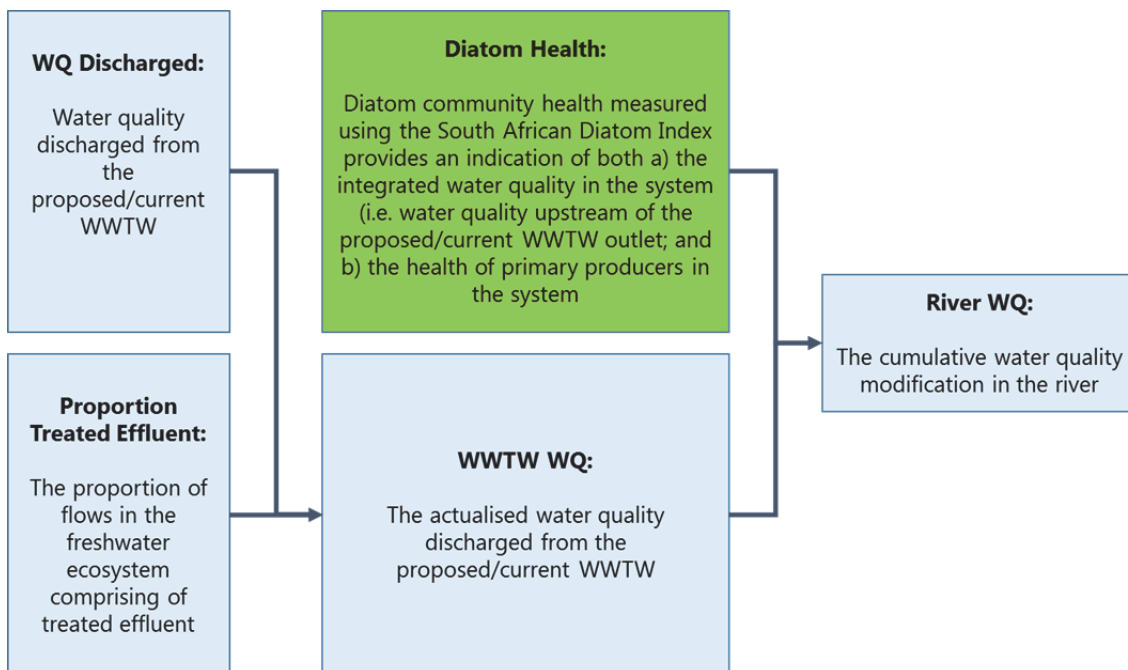 WQ Discharged:
Water quality
discharged from
the
proposed/current
WWTW
Diatom Health:
Diatom community health measured
using the South African Diatom Index
provides an indication of both a) the
integrated water quality in the system
(i.e. water quality upstream of the
proposed/current WWTW outlet; and
b) the health of primary producers in
the system
Proportion
Treated Effluent:
The proportion of
flows in the
freshwater
ecosystem
comprising of
treated effluent
WWTW WQ:
The actualised water quality
discharged from the
proposed/current WWTW
River WQ:
The cumulative water quality
modification in the river